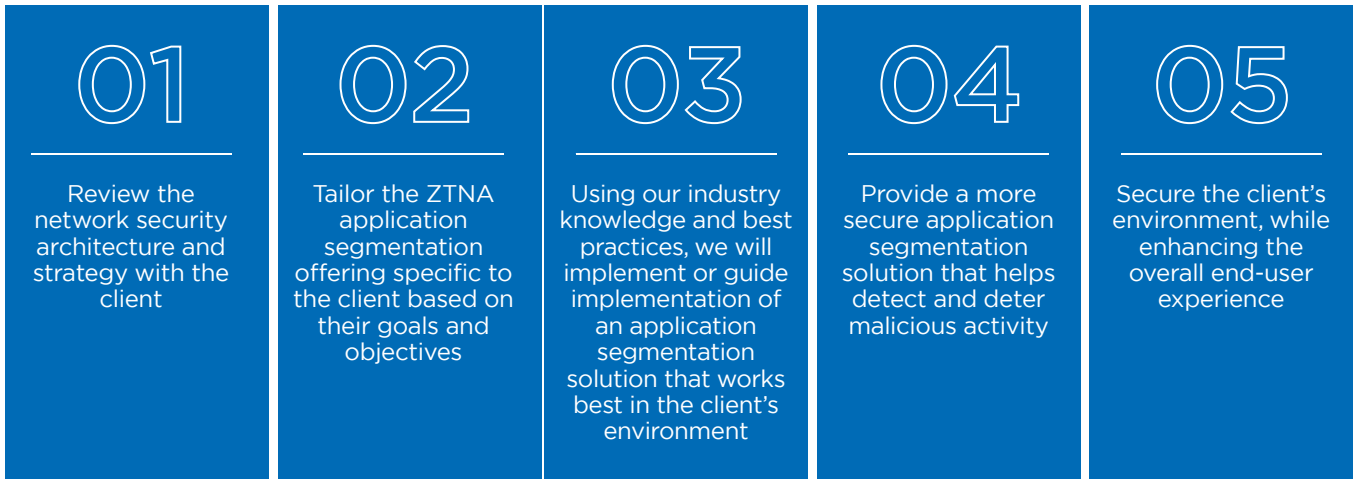 01
Review the
network security
architecture and
strategy with the
client
02
Tailor the ZTNA
application
segmentation
offering specific to
the client based on
their goals and
objectives
03
Using our industry
knowledge and best
practices, we will
implement or guide
implementation of
an application
segmentation
solution that works
best in the client’s
environment
04
Provide a more
secure application
segmentation
solution that helps
detect and deter
malicious activity
05
Secure the client’s
environment, while
enhancing the
overall end-user
experience